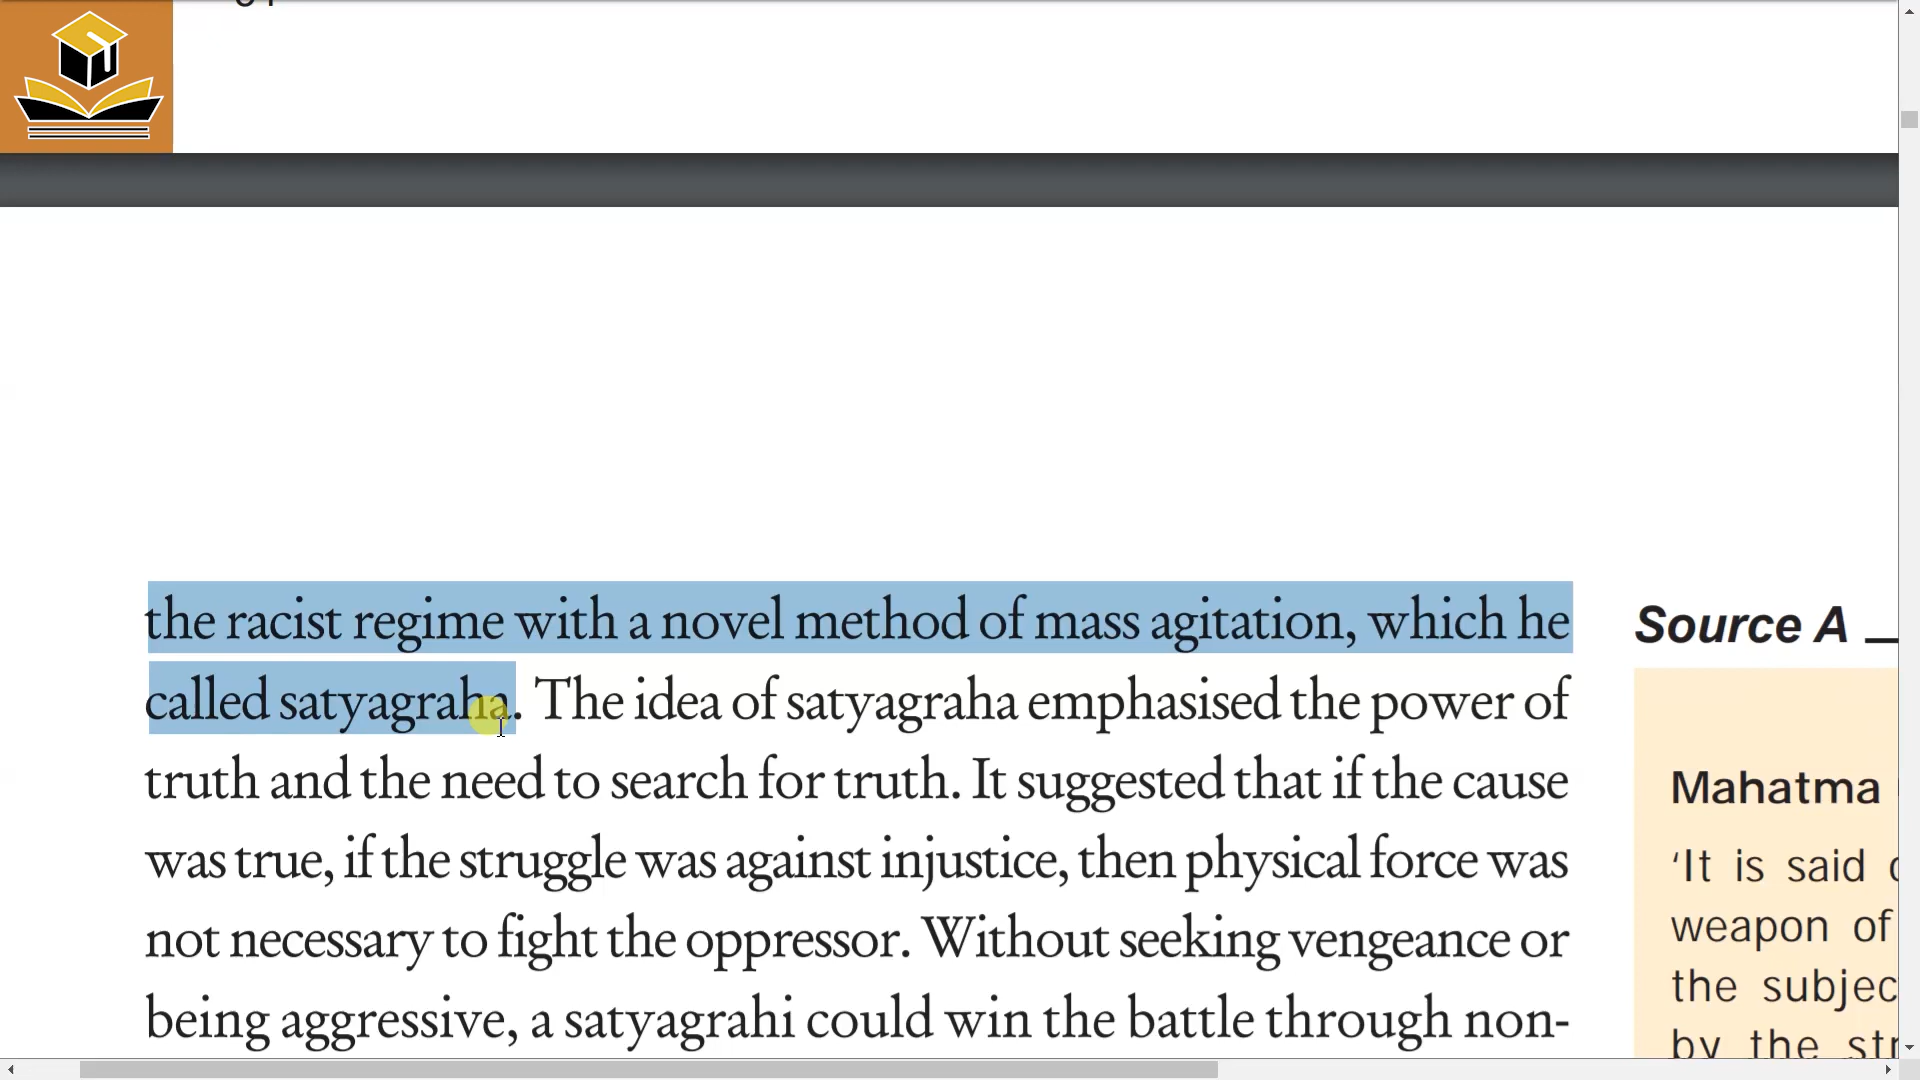 the racist regime with a novel method of mass agitation, which he
called satyagraha. The idea of satyagraha emphasised the power of
truth and the need to search for truth. It suggested that if the cause
was true, if the struggle was against injustice, then physical force was
not necessary to fight the oppressor. Without seeking vengeance or
being aggressive, a satyagrahi could win the battle through non-
Source A
Mahatma
‘It is said
weapon of
the subjec
by the str